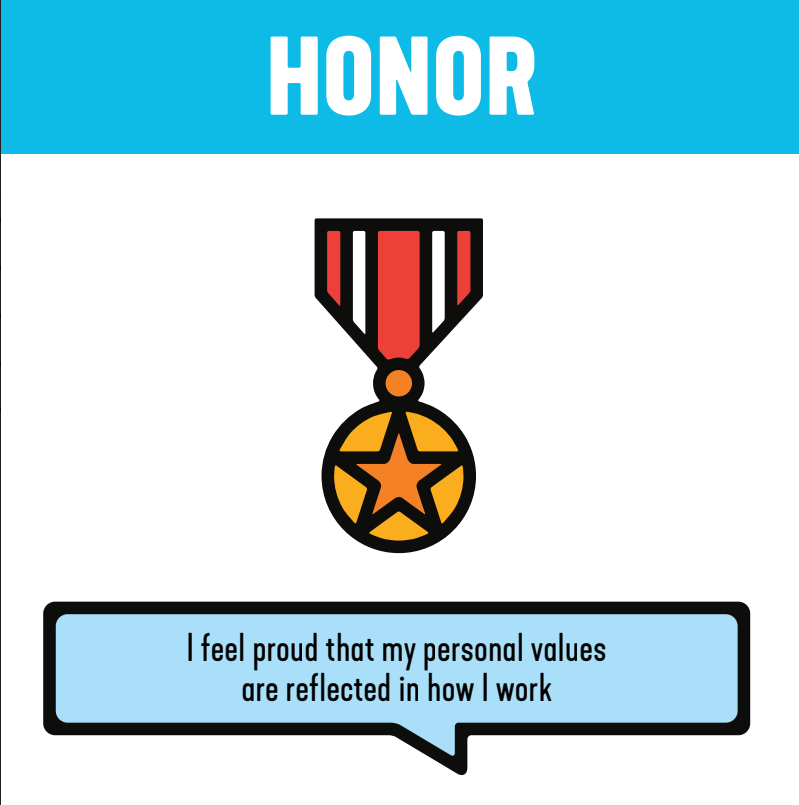 HONOR
I feel proud that my personal values
are reflected in how I work